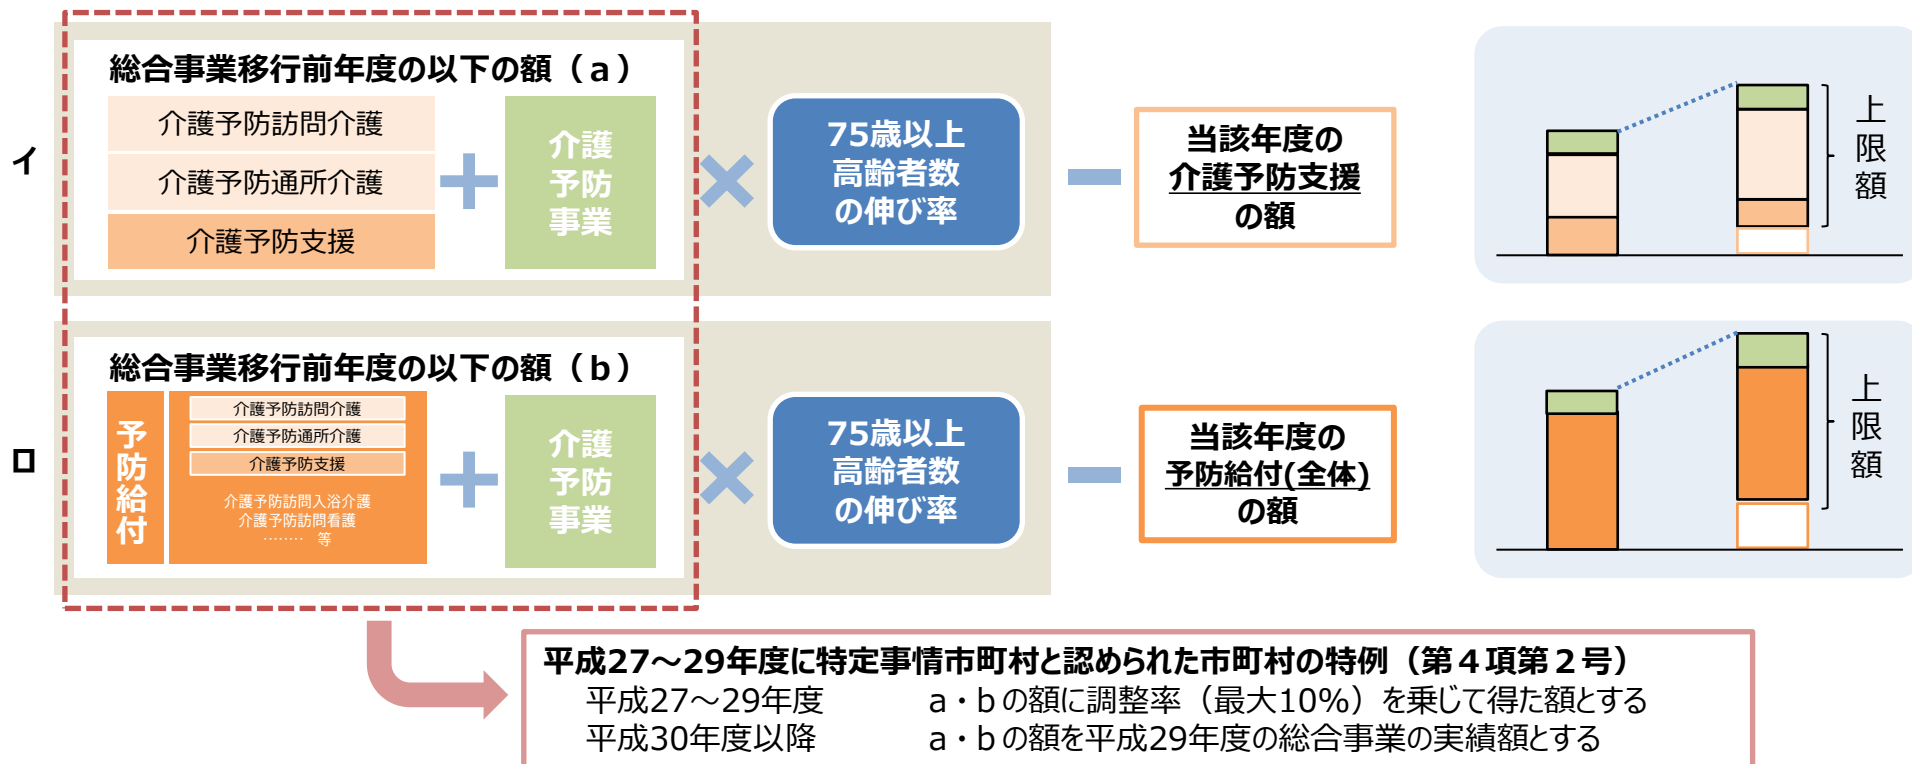 イ
総合事業移行前年度の以下の額（a）
介護予防訪問介護
介護予防通所介護
介護予防支援
＋
介護
予防
事業
×
75歳以上
高齢者数
の伸び率
－
当該年度の
介護予防支援
の額
上限額
ロ
総合事業移行前年度の以下の額（b）
予防給付
介護予防訪問介護
介護予防通所介護
介護予防支援
介護予防訪問入浴介護
介護予防訪問看護
‥‥‥‥　等
＋
介護
予防
事業
×
75歳以上
高齢者数
の伸び率
－
当該年度の
予防給付(全体)
の額
上限額
平成27～29年度に特定事情市町村と認められた市町村の特例（第４項第２号）
平成27～29年度　a・bの額に調整率（最大10%）を乗じて得た額とする
平成30年度以降　a・bの額を平成29年度の総合事業の実績額とする